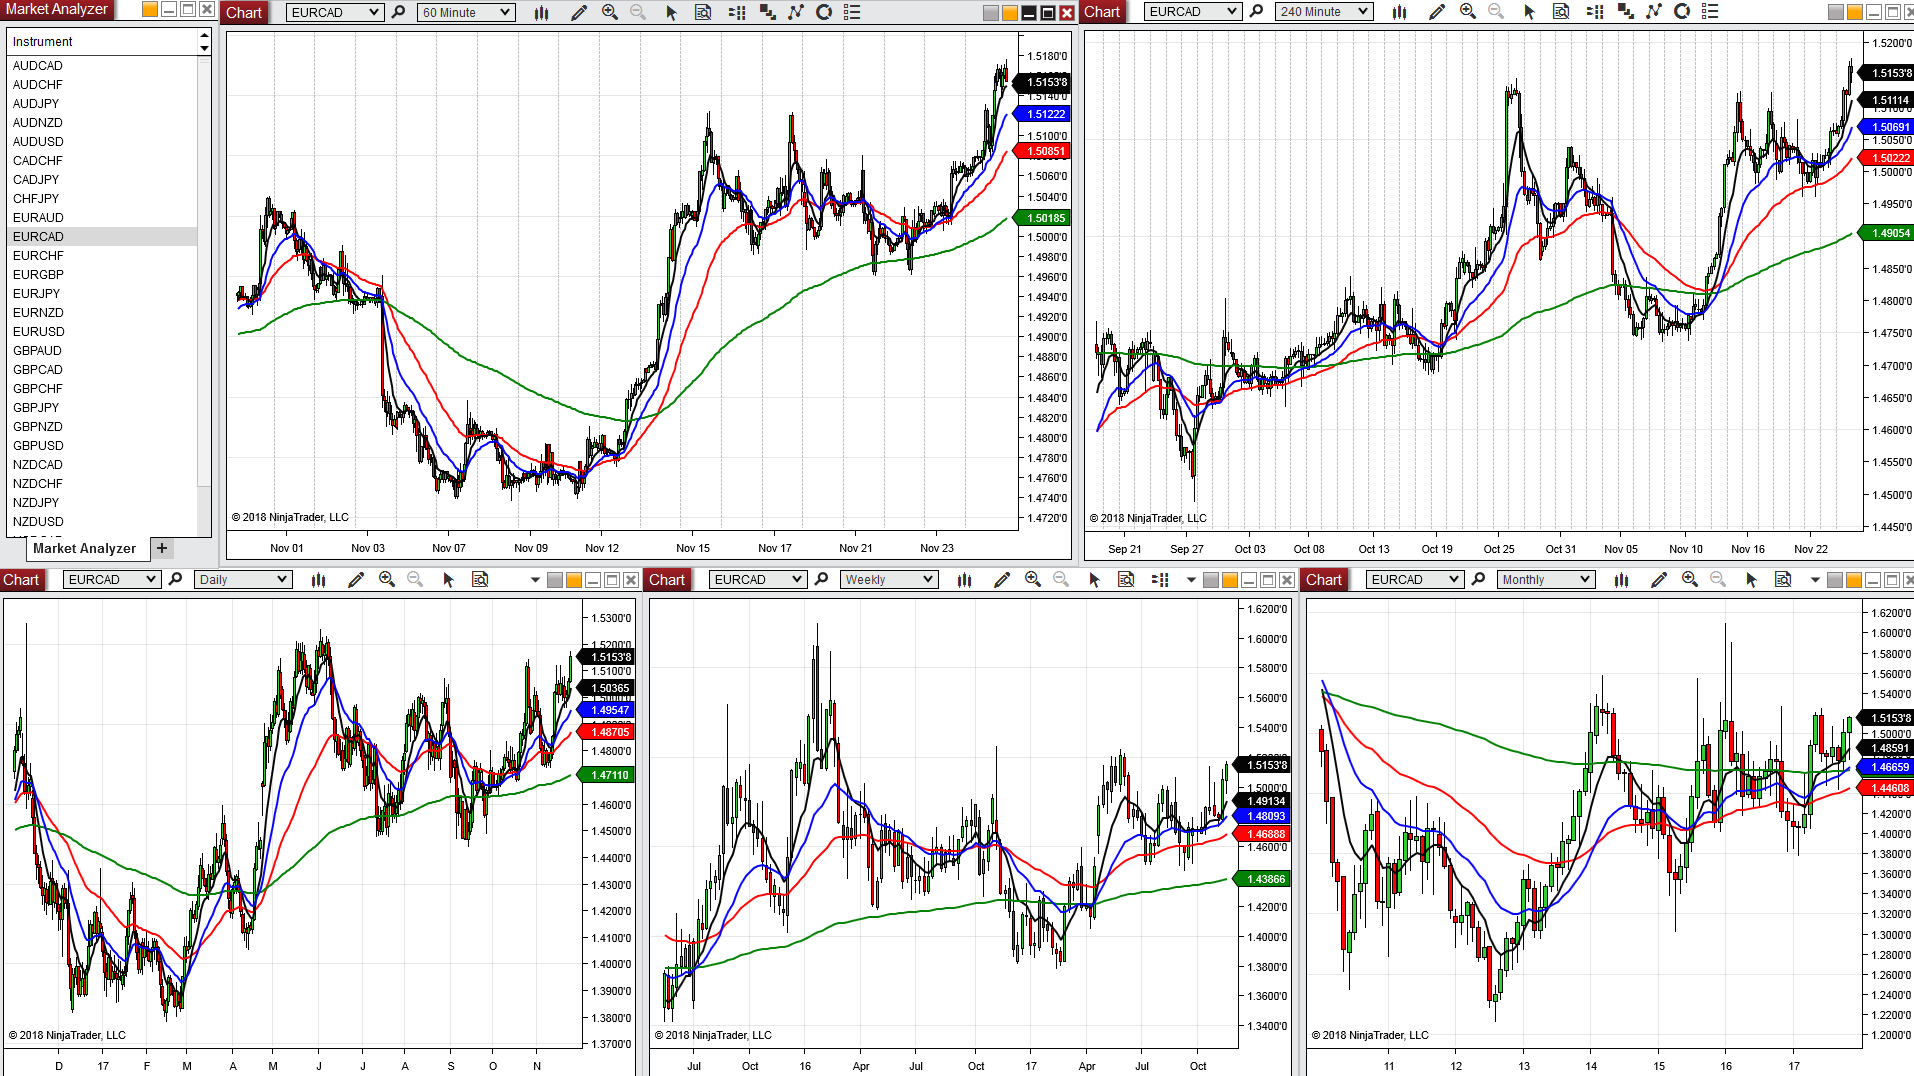 Market Analyzer
Instrument
AUDCAD
AUDCHF
AUDJPY
AUDNZD
AUDUSD
CADCHF
CADJPY
CHFJPY
EURAUD
EURCAD
EURCHF
EURGBP
EURJPY
EURNZD
EURUSD
GBPAUD
GBPCAD
GBPCHF
GBPJPY
GBPNZD
GBPUSD
NZDCAD
NZDCHF
NZDJPY
NZDUSD
Market Analyzer +
Chart EURCAD 60 Minute
1.5180'0
1.5153'8
1.5140'0
1.51222
1.5100'0
1.50851
1.5060'0
1.5040'0
1.50185
1.5000'0
1.4980'0
1.4960'0
1.4940'0
1.4920'0
1.4900'0
1.4880'0
1.4860'0
1.4840'0
1.4820'0
1.4800'0
1.4780'0
1.4760'0
1.4740'0
1.4720'0
© 2018 NinjaTrader, LLC
Nov 01 Nov 03 Nov 07 Nov 09 Nov 12 Nov 15 Nov 17 Nov 21 Nov 23
Chart EURCAD 240 Minute
1.5200'0
1.5153'8
1.51114
1.50691
1.5050'0
1.50222
1.5000'0
1.4950'0
1.49054
1.4850'0
1.4800'0
1.4750'0
1.4700'0
1.4650'0
1.4600'0
1.4550'0
1.4500'0
1.4450'0
© 2018 NinjaTrader, LLC
Sep 21 Sep 27 Oct 03 Oct 08 Oct 13 Oct 19 Oct 25 Oct 31 Nov 05 Nov 10 Nov 16 Nov 22
Chart EURCAD Daily
1.5300'0
1.5200'0
1.5153'8
1.5100'0
1.50365
1.49547
1.48705
1.4800'0
1.47110
1.4600'0
1.4500'0
1.4400'0
1.4300'0
1.4200'0
1.4100'0
1.4000'0
1.3900'0
1.3800'0
1.3700'0
© 2018 NinjaTrader, LLC
D 17 F M A M J J A S O N
Chart EURCAD Weekly
1.6200'0
1.6000'0
1.5800'0
1.5600'0
1.5400'0
1.5153'8
1.5000'0
1.49134
1.48093
1.46888
1.4600'0
1.43866
1.4200'0
1.4000'0
1.3800'0
1.3600'0
1.3400'0
© 2018 NinjaTrader, LLC
Jul Oct 16 Apr Jul Oct 17 Apr Jul Oct
Chart EURCAD Monthly
1.6200'0
1.6000'0
1.5800'0
1.5600'0
1.5400'0
1.5153'8
1.5000'0
1.48591
1.46659
1.44608
1.4200'0
1.4000'0
1.3800'0
1.3600'0
1.3400'0
1.3200'0
1.3000'0
1.2800'0
1.2600'0
1.2400'0
1.2200'0
1.2000'0
© 2018 NinjaTrader, LLC
11 12 13 14 15 16 17